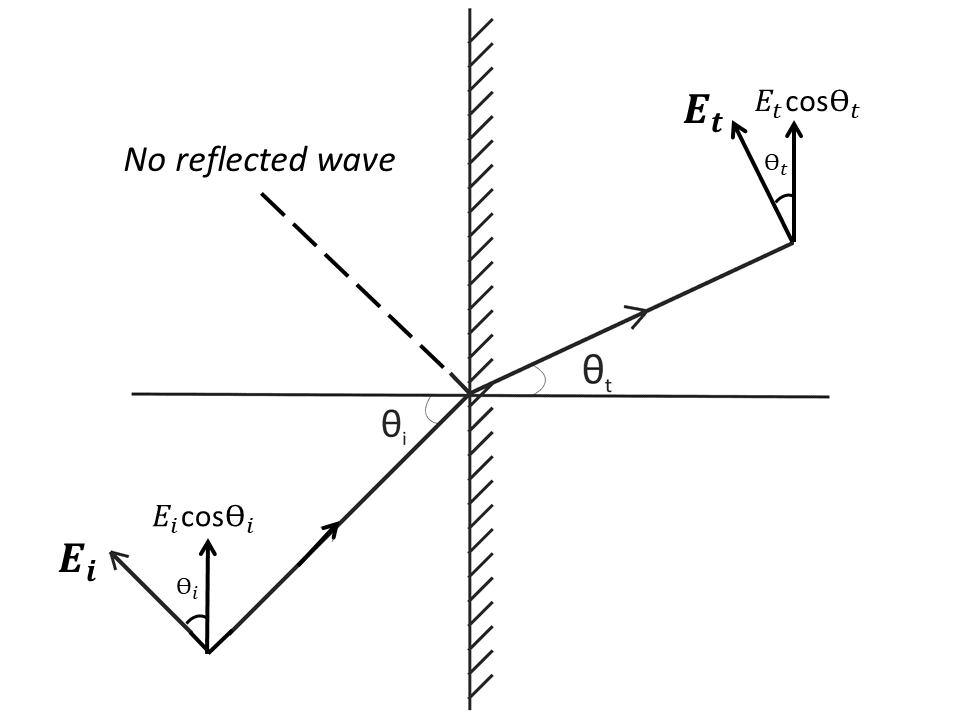 E_t E_t cosΘ_t
Θ_t
No reflected wave
θ_t
θ_i
E_i cosΘ_i
E_i
Θ_i